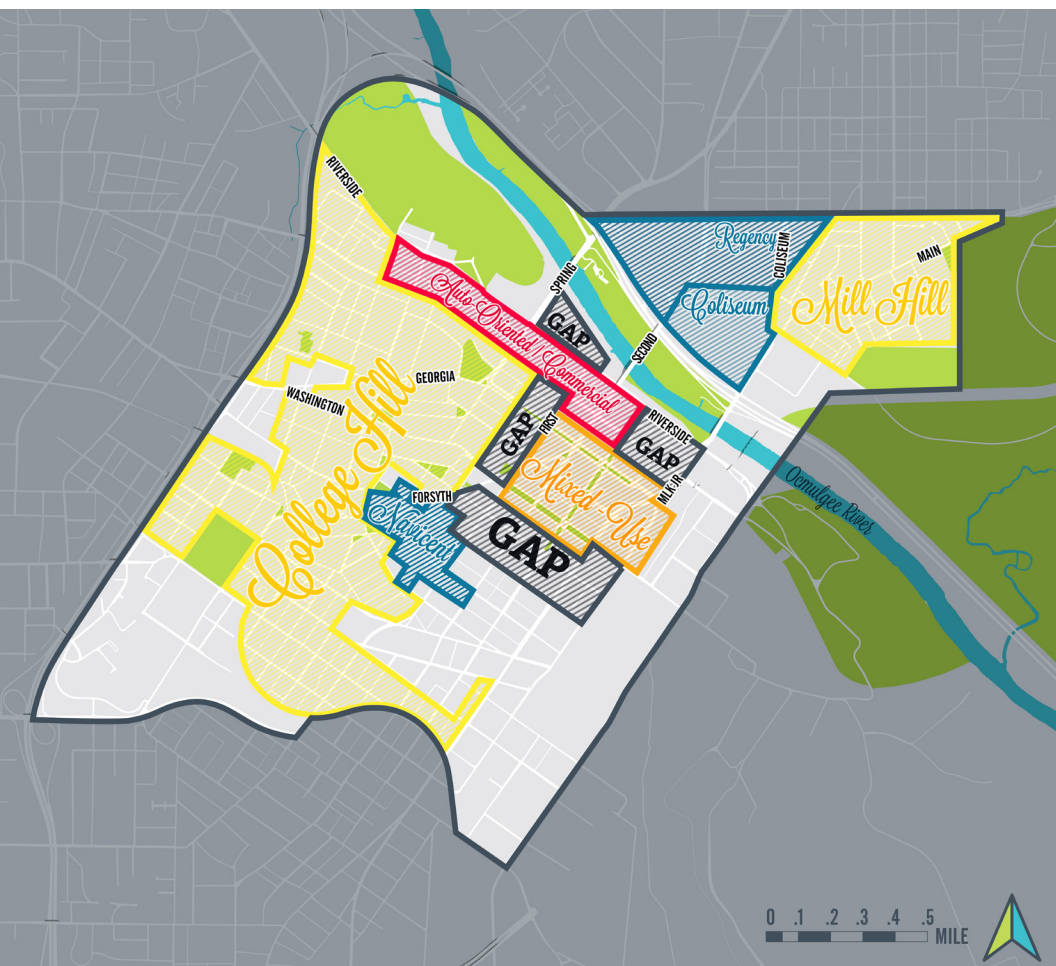 RIVERSIDE
Regency
COLISEUM
MAIN
SPRING
Auto Oriented / Commercial
Coliseum
Mill Hill
GAP
SECOND
GEORGIA
WASHINGTON
College Hill
GAP
FIRST
RIVERSIDE
GAP
Mixed-Use
MLK JR
Ocmulgee River
FORSYTH
Navicent
GAP
0 .1 .2 .3 .4 .5
MILE